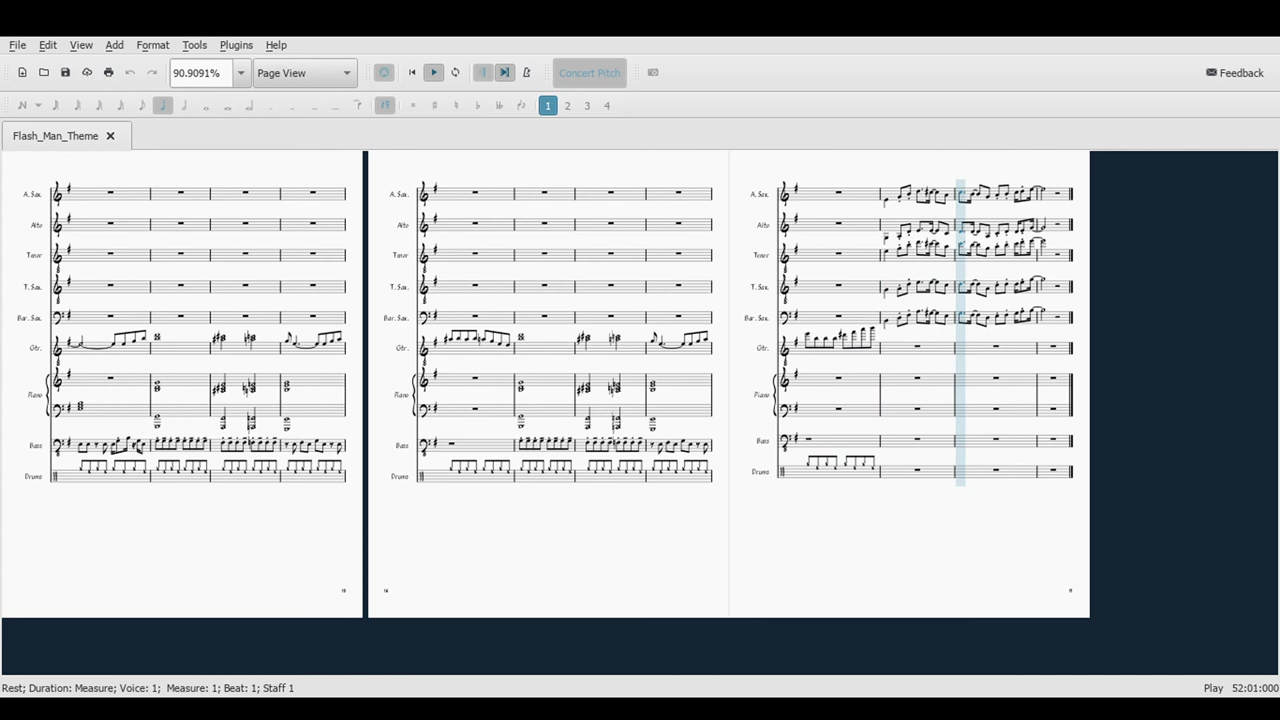 File Edit View Add Format Tools Plugins Help
90.9091% Page View Concert Pitch Feedback
1 2 3 4
Flash_Man_Theme
A. Sax. A. Sax. A. Sax.
Alto Alto Alto
Tenor Tenor Tenor
T. Sax. T. Sax. T. Sax.
Bar. Sax. Bar. Sax. Bar. Sax.
Gtr. Gtr. Gtr.
Piano Piano Piano
Bass Bass Bass
Drums Drums Drums
Rest; Duration: Measure; Voice: 1; Measure: 1; Beat: 1; Staff 1 Play 52:01:000